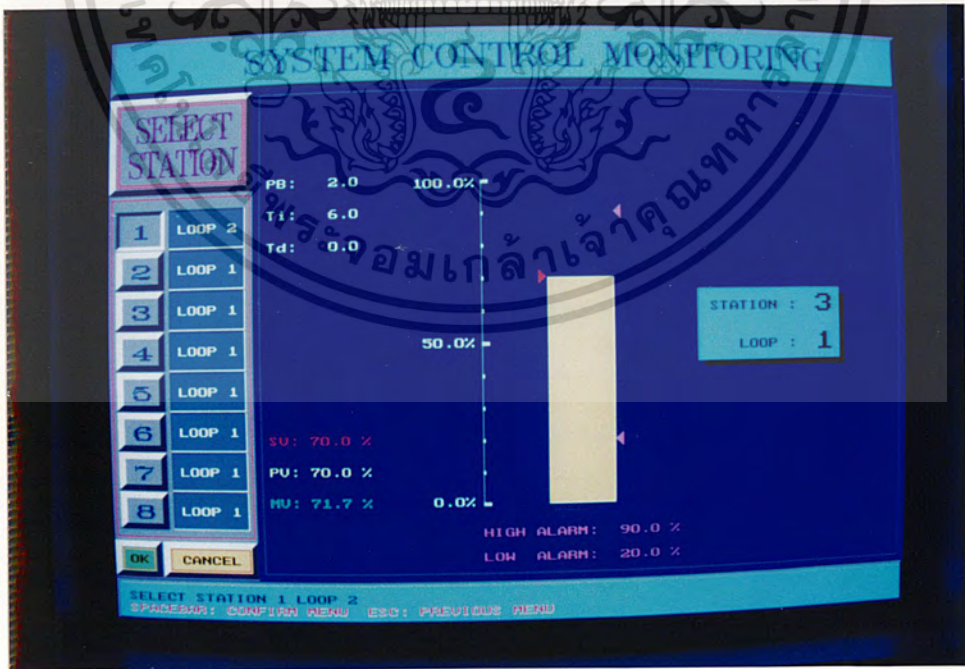 SYSTEM CONTROL MONITORING
SELECT
STATION
1 LOOP 2
2 LOOP 1
3 LOOP 1
4 LOOP 1
5 LOOP 1
6 LOOP 1
7 LOOP 1
8 LOOP 1
OK CANCEL
PB: 2.0
Ti: 6.0
Td: 0.0
100.0%
50.0%
0.0%
SV: 70.0 %
PV: 70.0 %
MV: 71.7 %
STATION : 3
LOOP : 1
HIGH ALARM: 90.0 %
LOW ALARM: 20.0 %
SELECT STATION 1 LOOP 2
SPACEBAR: CONFIRM MENU ESC: PREVIOUS MENU